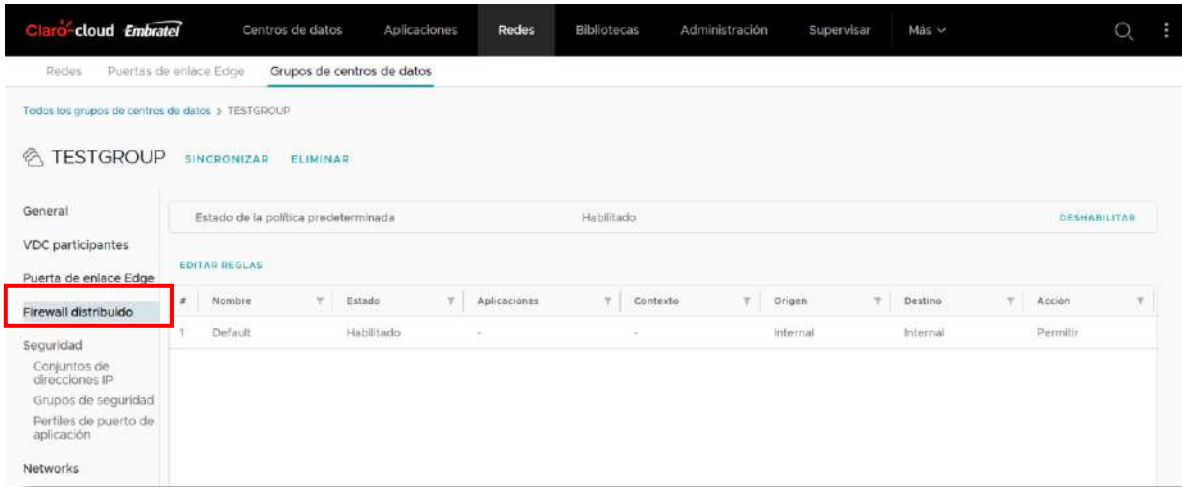 Claro-cloud Embratel Centros de datos Aplicaciones Redes Bibliotecas Administración Supervisar Más
Redes Puertas de enlace Edge Grupos de centros de datos
Todos los grupos de centros de datos > TESTGROUP
TESTGROUP SINCRONIZAR ELIMINAR
General
Estado de la política predeterminada Habilitado DESHABILITAR
VDC participantes
EDITAR REGLAS
Puerta de enlace Edge
# Nombre Estado Aplicaciones Contexto Origen Destino Acción
Firewall distribuido
1 Default Habilitado - - Internal Internal Permitir
Seguridad
Conjuntos de
direcciones IP
Grupos de seguridad
Perfiles de puerto de
aplicación
Networks